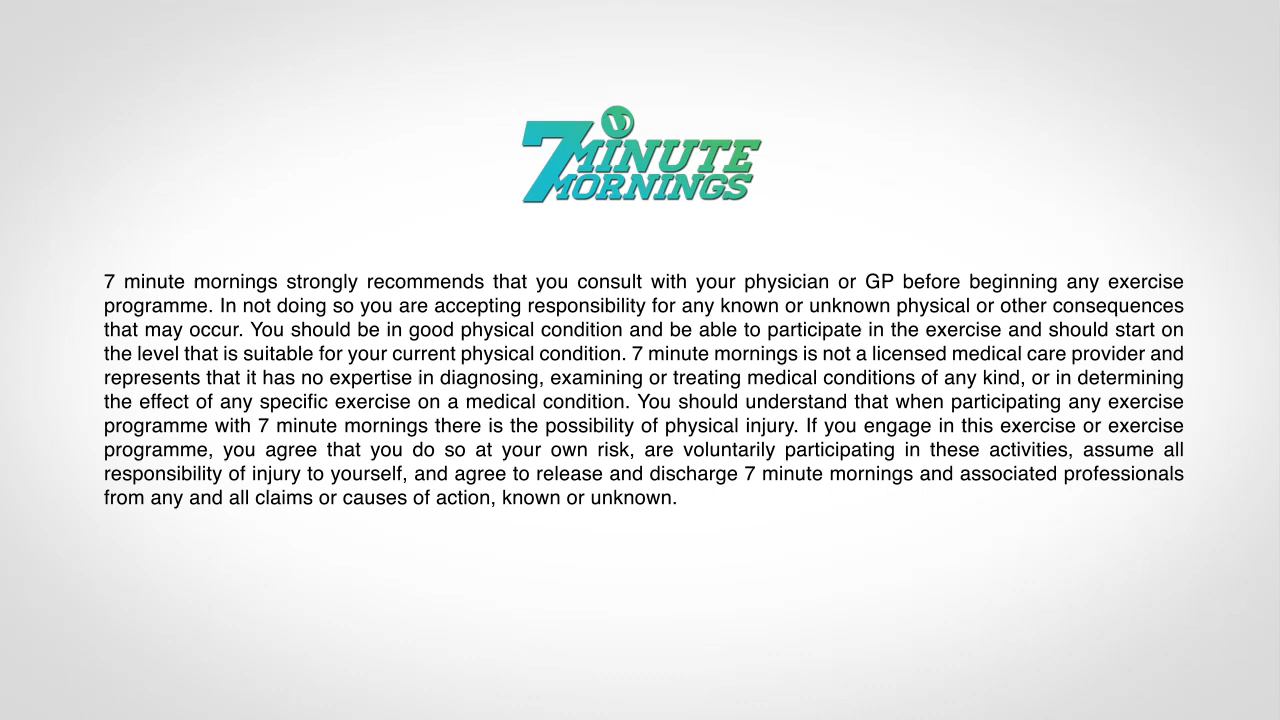 7 MINUTE
MORNINGS
7 minute mornings strongly recommends that you consult with your physician or GP before beginning any exercise
programme. In not doing so you are accepting responsibility for any known or unknown physical or other consequences
that may occur. You should be in good physical condition and be able to participate in the exercise and should start on
the level that is suitable for your current physical condition. 7 minute mornings is not a licensed medical care provider and
represents that it has no expertise in diagnosing, examining or treating medical conditions of any kind, or in determining
the effect of any specific exercise on a medical condition. You should understand that when participating any exercise
programme with 7 minute mornings there is the possibility of physical injury. If you engage in this exercise or exercise
programme, you agree that you do so at your own risk, are voluntarily participating in these activities, assume all
responsibility of injury to yourself, and agree to release and discharge 7 minute mornings and associated professionals
from any and all claims or causes of action, known or unknown.